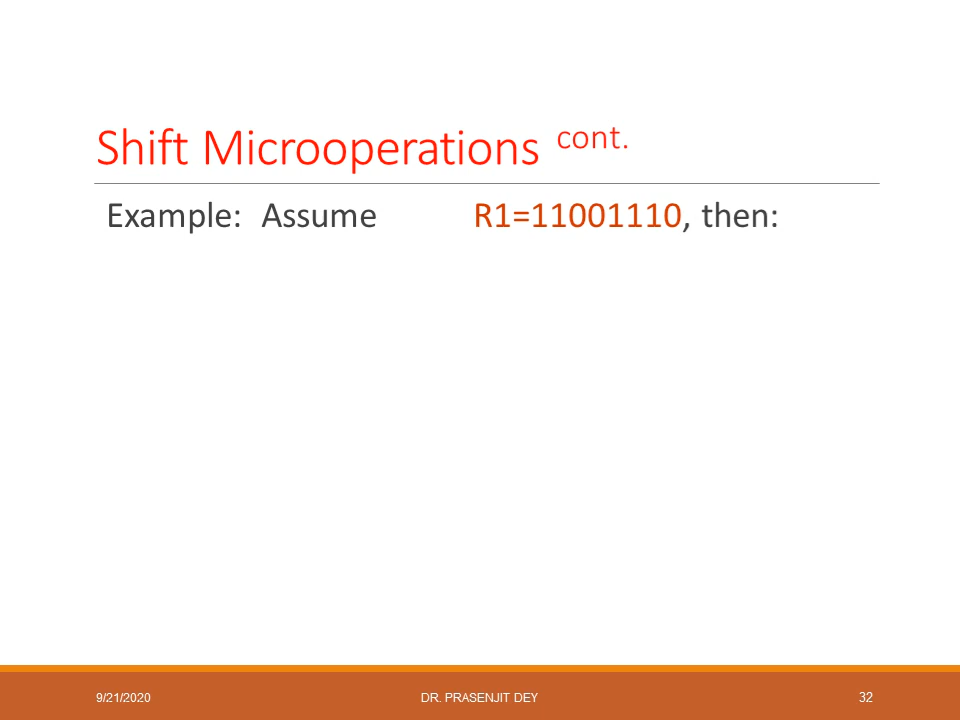 Shift Microoperations cont.
Example: Assume R1=11001110, then:
9/21/2020 DR. PRASENJIT DEY 32